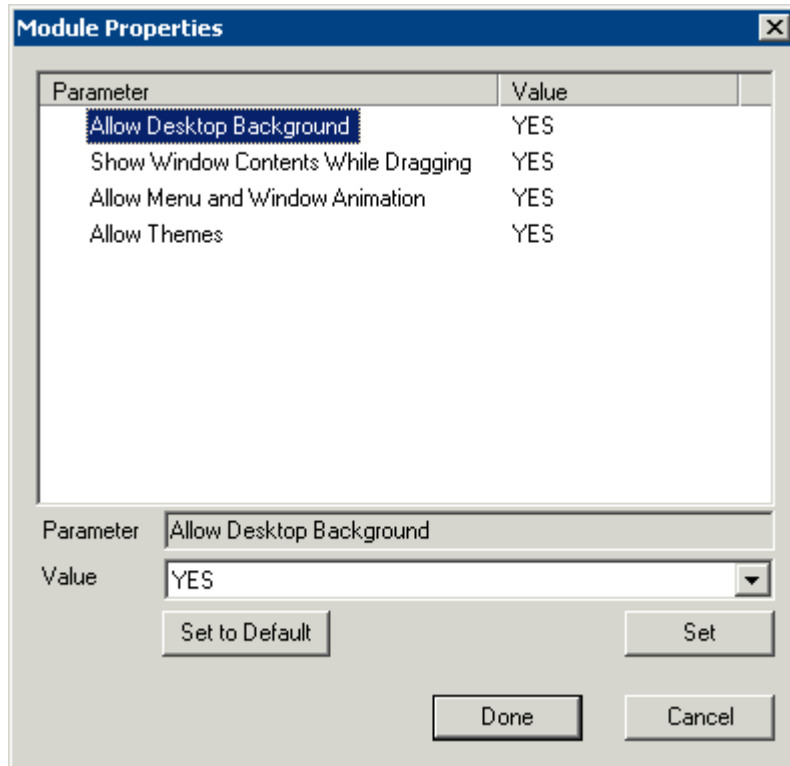 Module Properties
Parameter Value
Allow Desktop Background YES
Show Window Contents While Dragging YES
Allow Menu and Window Animation YES
Allow Themes YES
Parameter Allow Desktop Background
Value YES
Set to Default Set
Done Cancel